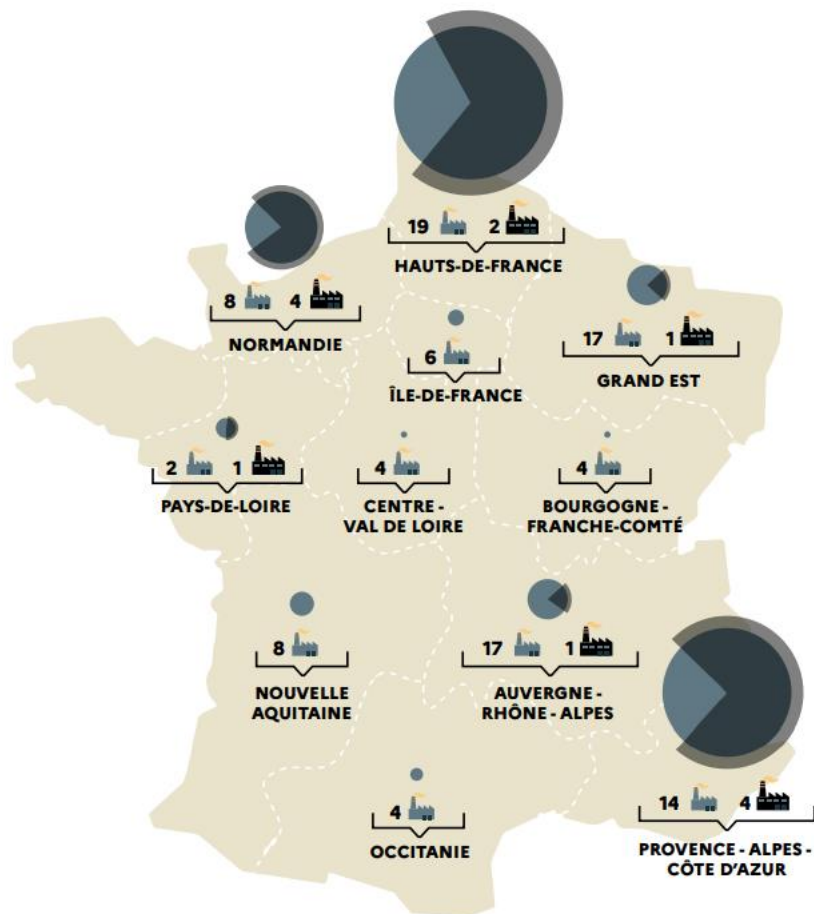 19 2
HAUTS-DE-FRANCE
8 4
NORMANDIE
6
ÎLE-DE-FRANCE
17 1
GRAND EST
2 1
PAYS-DE-LOIRE
4
CENTRE -
VAL DE LOIRE
4
BOURGOGNE -
FRANCHE-COMTÉ
8
NOUVELLE
AQUITAINE
17 1
AUVERGNE -
RHÔNE - ALPES
4
OCCITANIE
14 4
PROVENCE - ALPES -
CÔTE D'AZUR